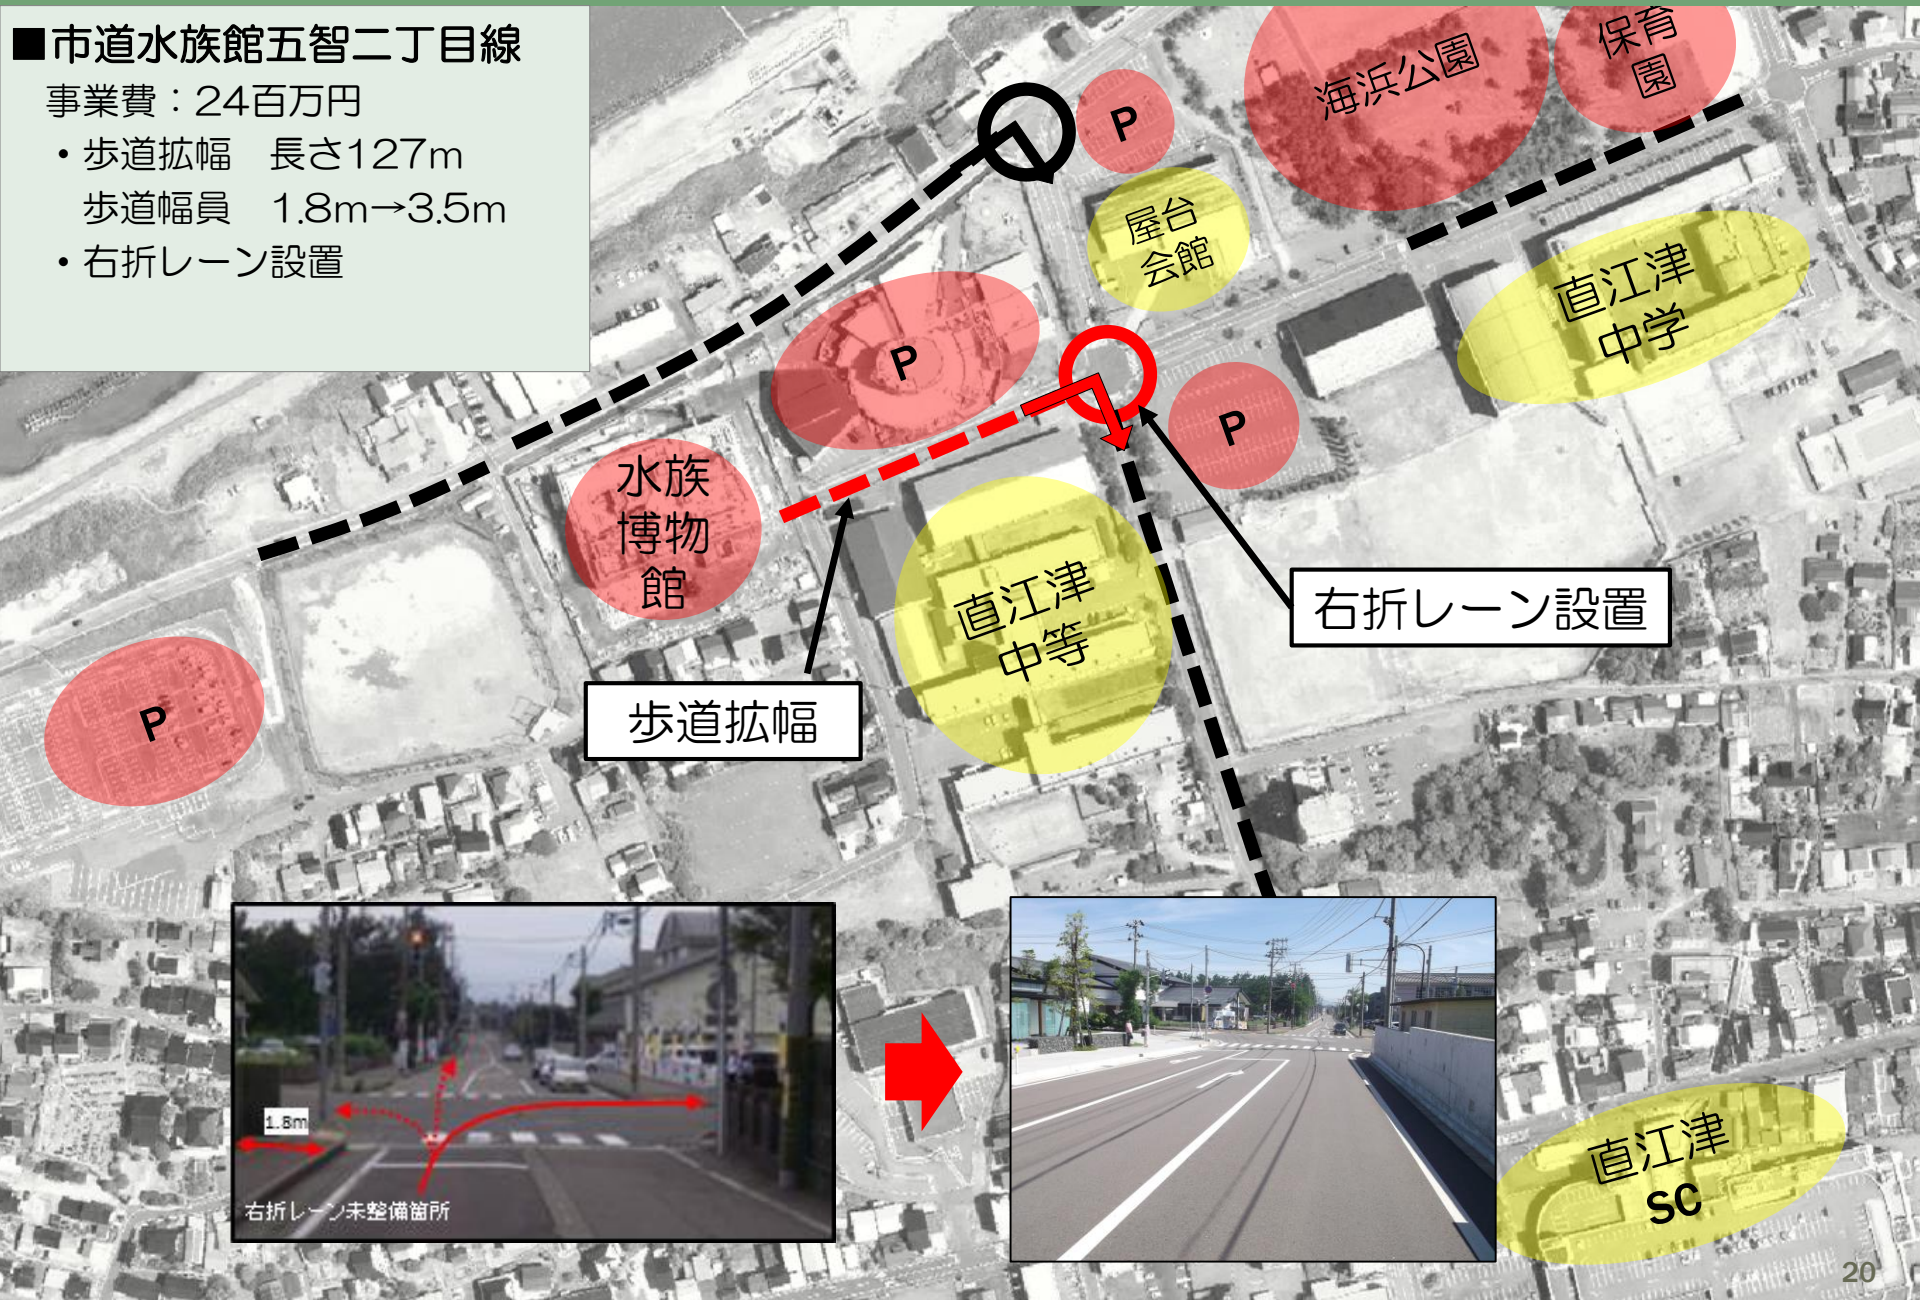 ■市道水族館五智二丁目線
事業費：24百万円
・歩道拡幅　長さ127m
歩道幅員　1.8m→3.5m
・右折レーン設置
海浜公園
保育
園
P
屋台
会館
直江津
中学
P
P
水族
博物
館
直江津
中等
右折レーン設置
歩道拡幅
P
1.8m
右折レーン未整備箇所
直江津
SC
20